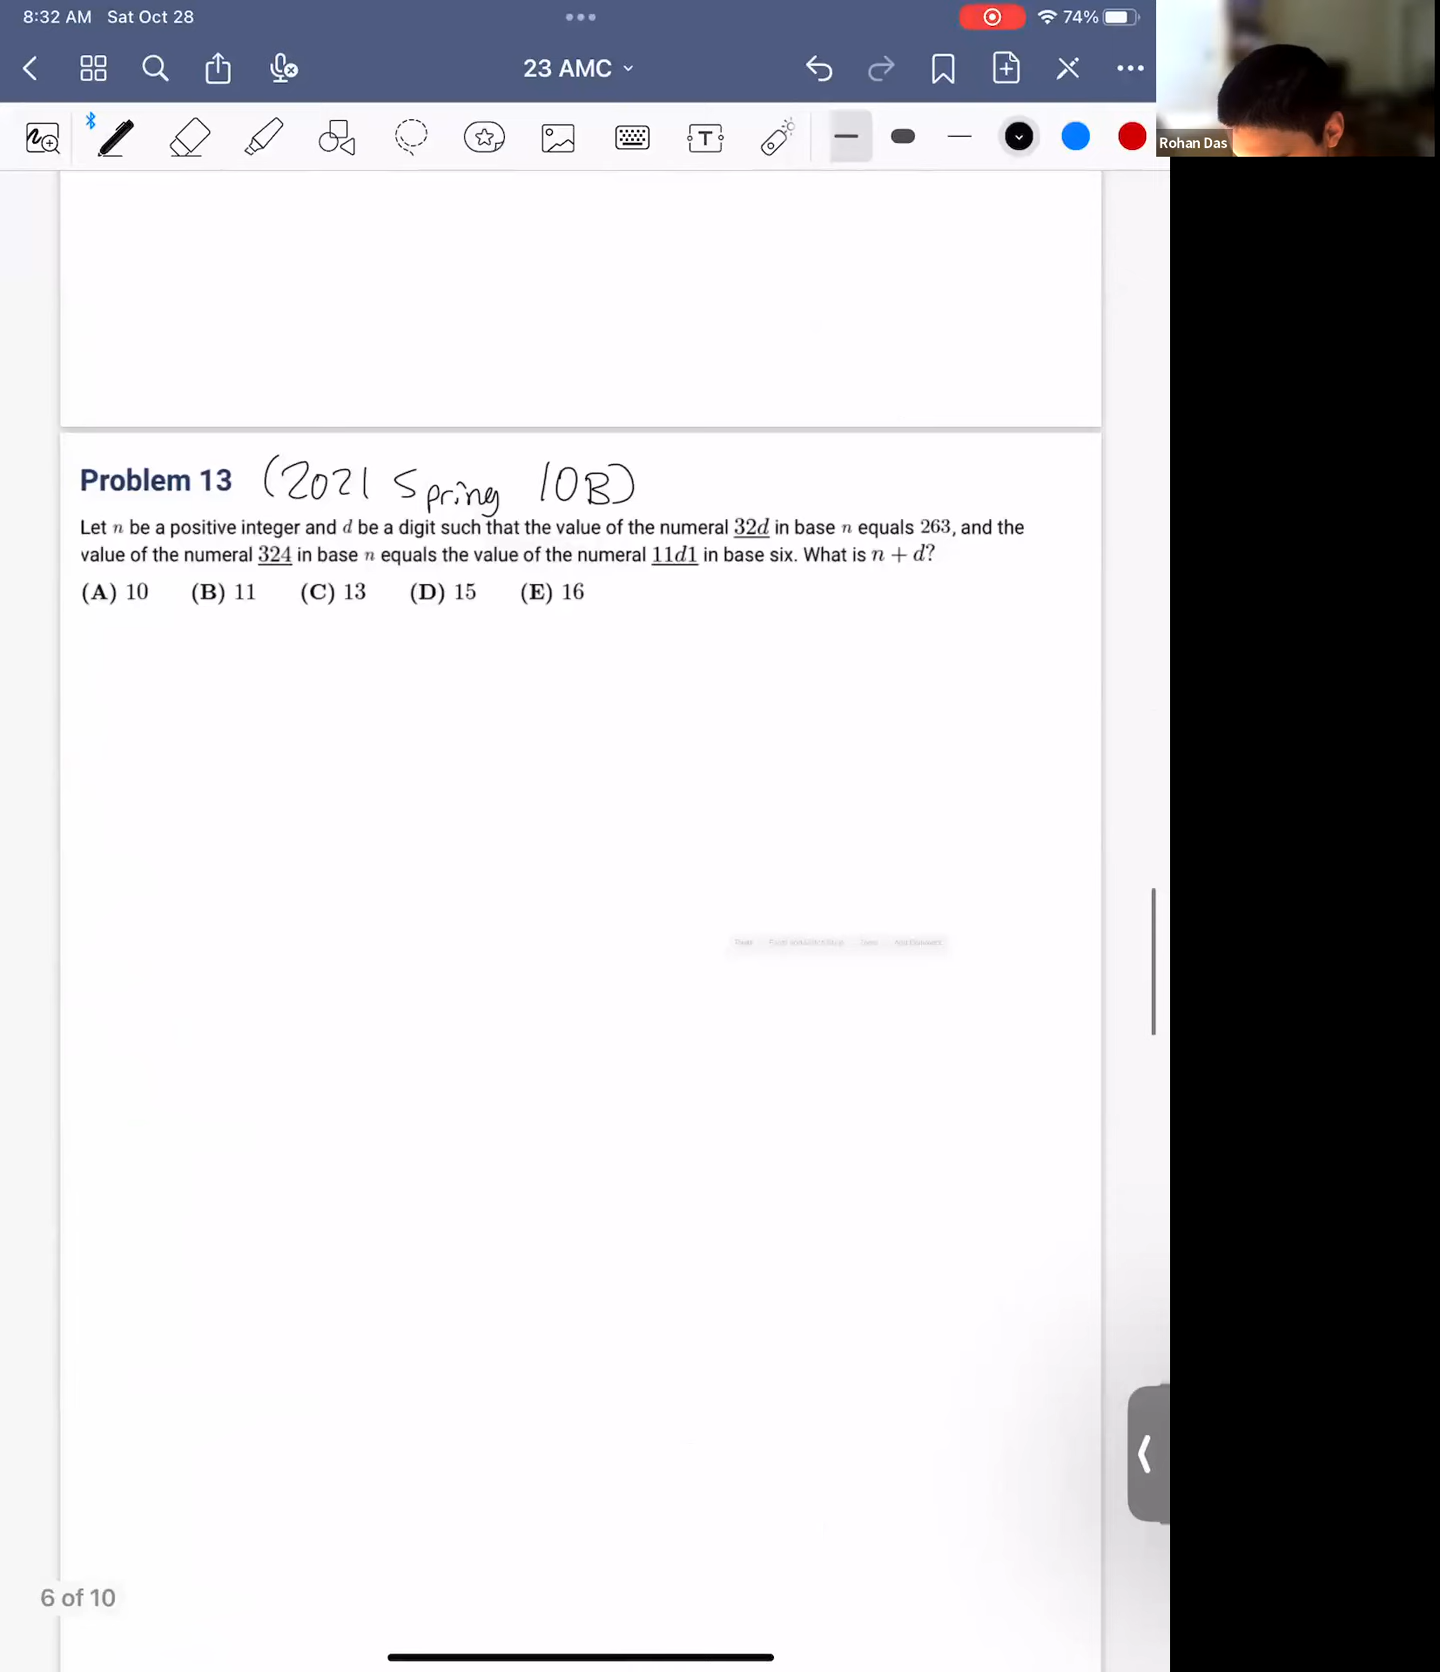 8:32 AM Sat Oct 28
74%
23 AMC
T
Rohan Das
Problem 13 (2021 Spring 10B)
Let n be a positive integer and d be a digit such that the value of the numeral 32d in base n equals 263, and the
value of the numeral 324 in base n equals the value of the numeral 11d1 in base six. What is n + d?
(A) 10 (B) 11 (C) 13 (D) 15 (E) 16
6 of 10